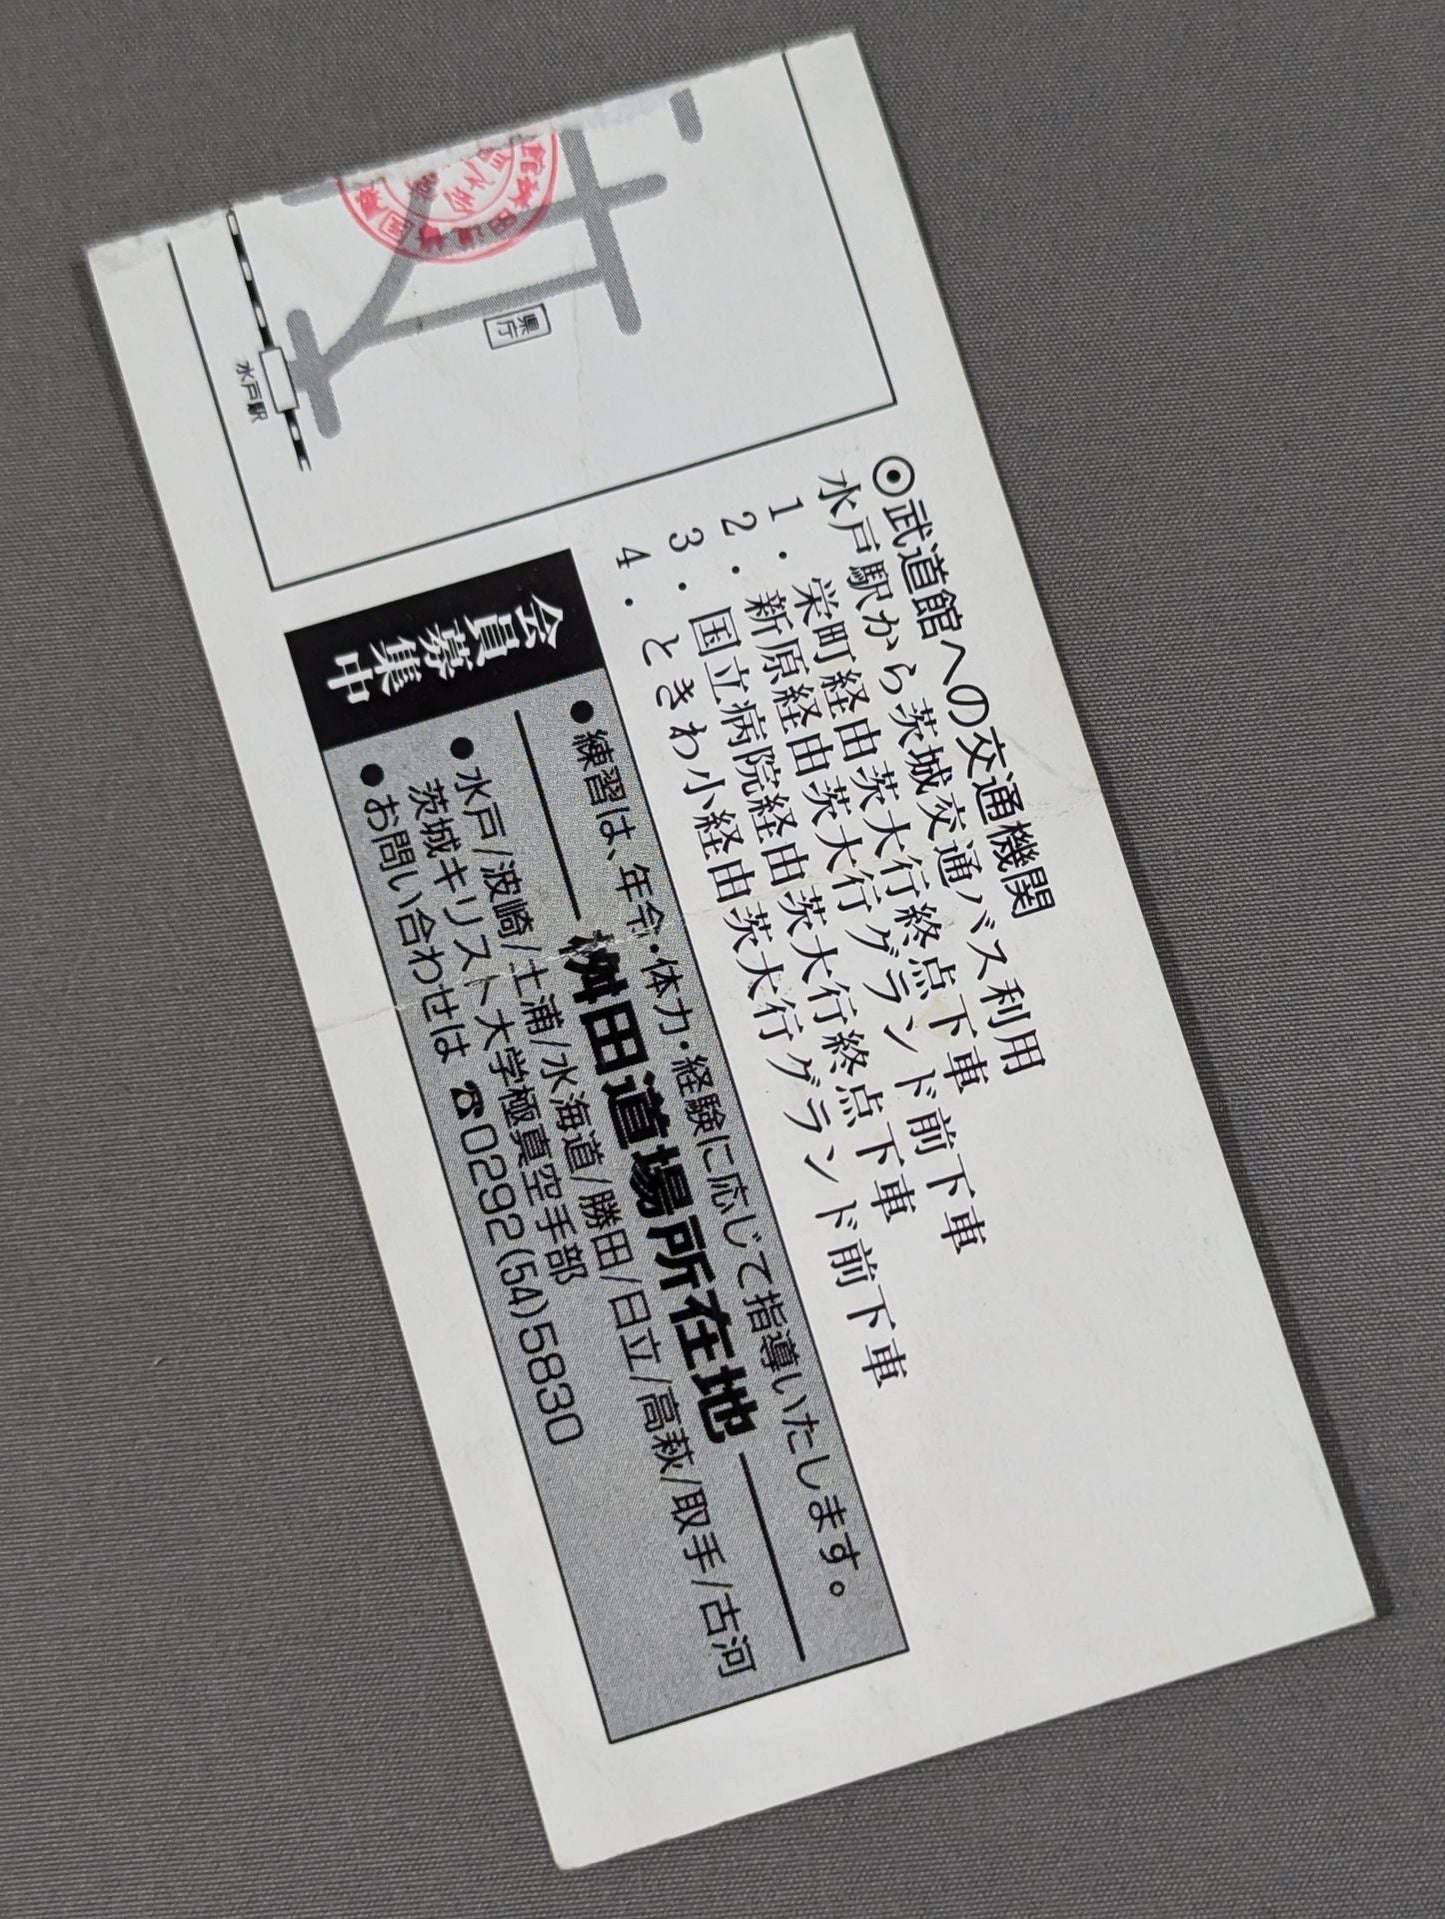 ◎武道館への交通機関
水戸駅から茨城交通バス利用
1. 栄町経由茨大行終点下車
2. 新原経由茨大行グランド前下車
3. 国立病院経由茨大行終点下車
4. ときわ小経由茨大行グランド前下車
会員募集中
●練習は、年令・体力・経験に応じて指導いたします。
桝田道場所在地
●水戸/波崎/土浦/水海道/勝田/日立/高萩/取手/古河
茨城キリスト大学極真空手部
●お問い合わせは ☎0292(54)5830
県庁
水戸駅